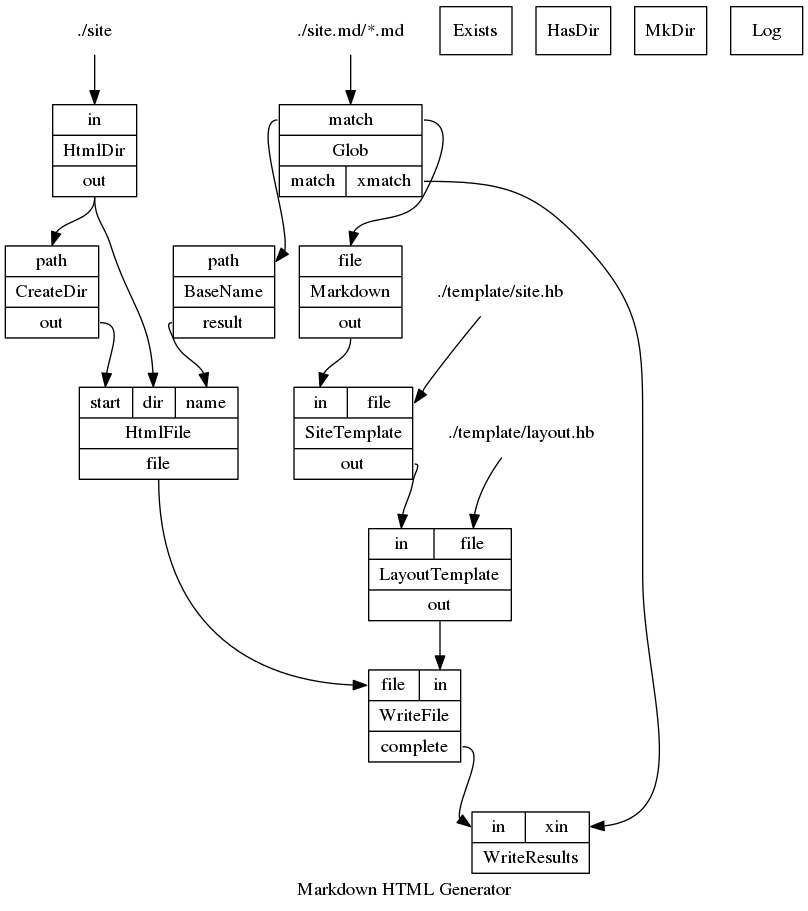 ./site
./site.md/*.md
Exists
HasDir
MkDir
Log
in
HtmlDir
out
match
Glob
match xmatch
path
CreateDir
out
path
BaseName
result
file
Markdown
out
./template/site.hb
start dir name
HtmlFile
file
in file
SiteTemplate
out
./template/layout.hb
in file
LayoutTemplate
out
file in
WriteFile
complete
in xin
WriteResults
Markdown HTML Generator